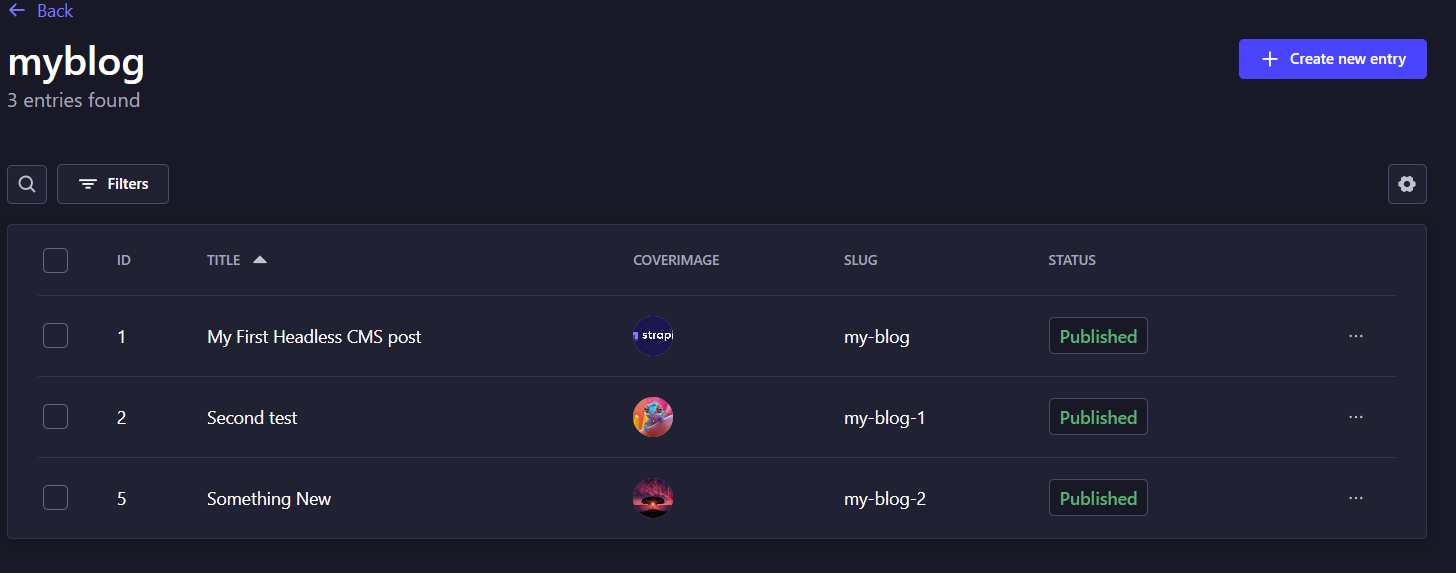 Back
myblog
Create new entry
3 entries found
Filters
ID TITLE COVERIMAGE SLUG STATUS
1 My First Headless CMS post strapi my-blog Published ...
2 Second test my-blog-1 Published ...
5 Something New my-blog-2 Published ...